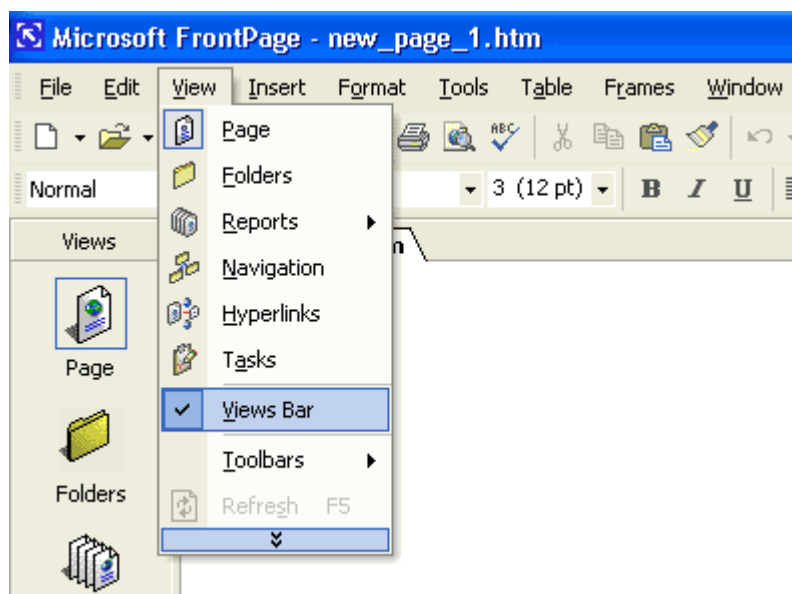 Microsoft FrontPage - new_page_1.htm
File Edit View Insert Format Tools Table Frames Window
ABC
Normal 3 (12 pt) B I U
Views
Page
Folders
Reports
Navigation
Hyperlinks
Tasks
Views Bar
Toolbars
Refresh F5
Page
Folders